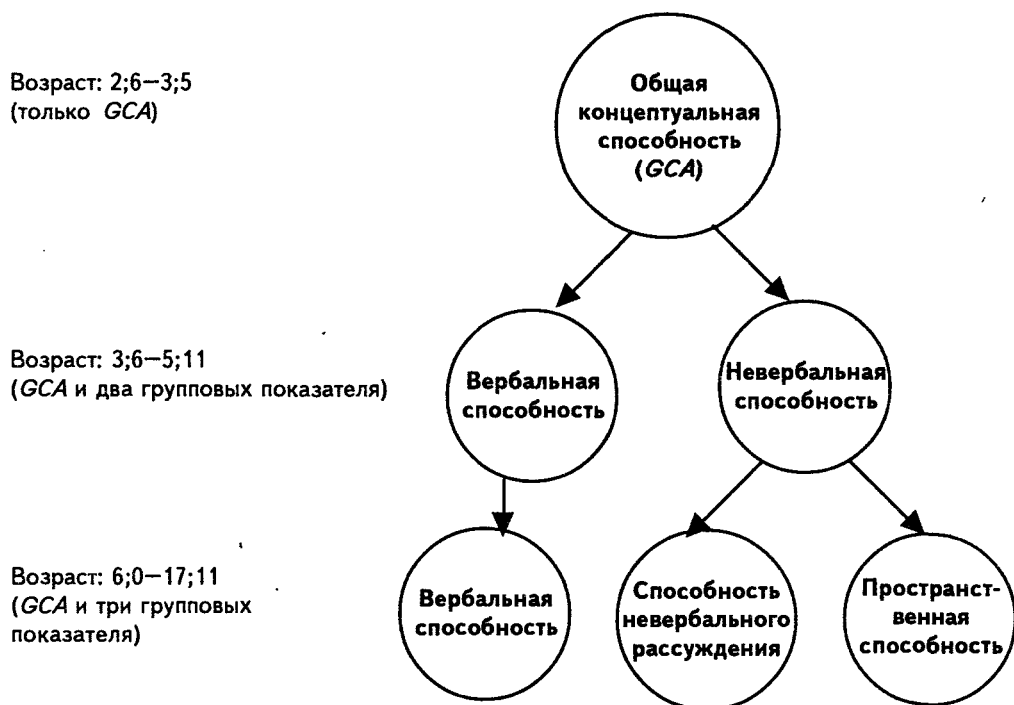 Возраст: 2;6—3;5
(только GCA)
Общая
концептуальная
способность
(GCA)
Возраст: 3;6—5;11
(GCA и два групповых показателя)
Вербальная
способность
Невербальная
способность
Возраст: 6;0—17;11
(GCA и три групповых
показателя)
Вербальная
способность
Способность
невербального
рассуждения
Пространст-
венная
способность